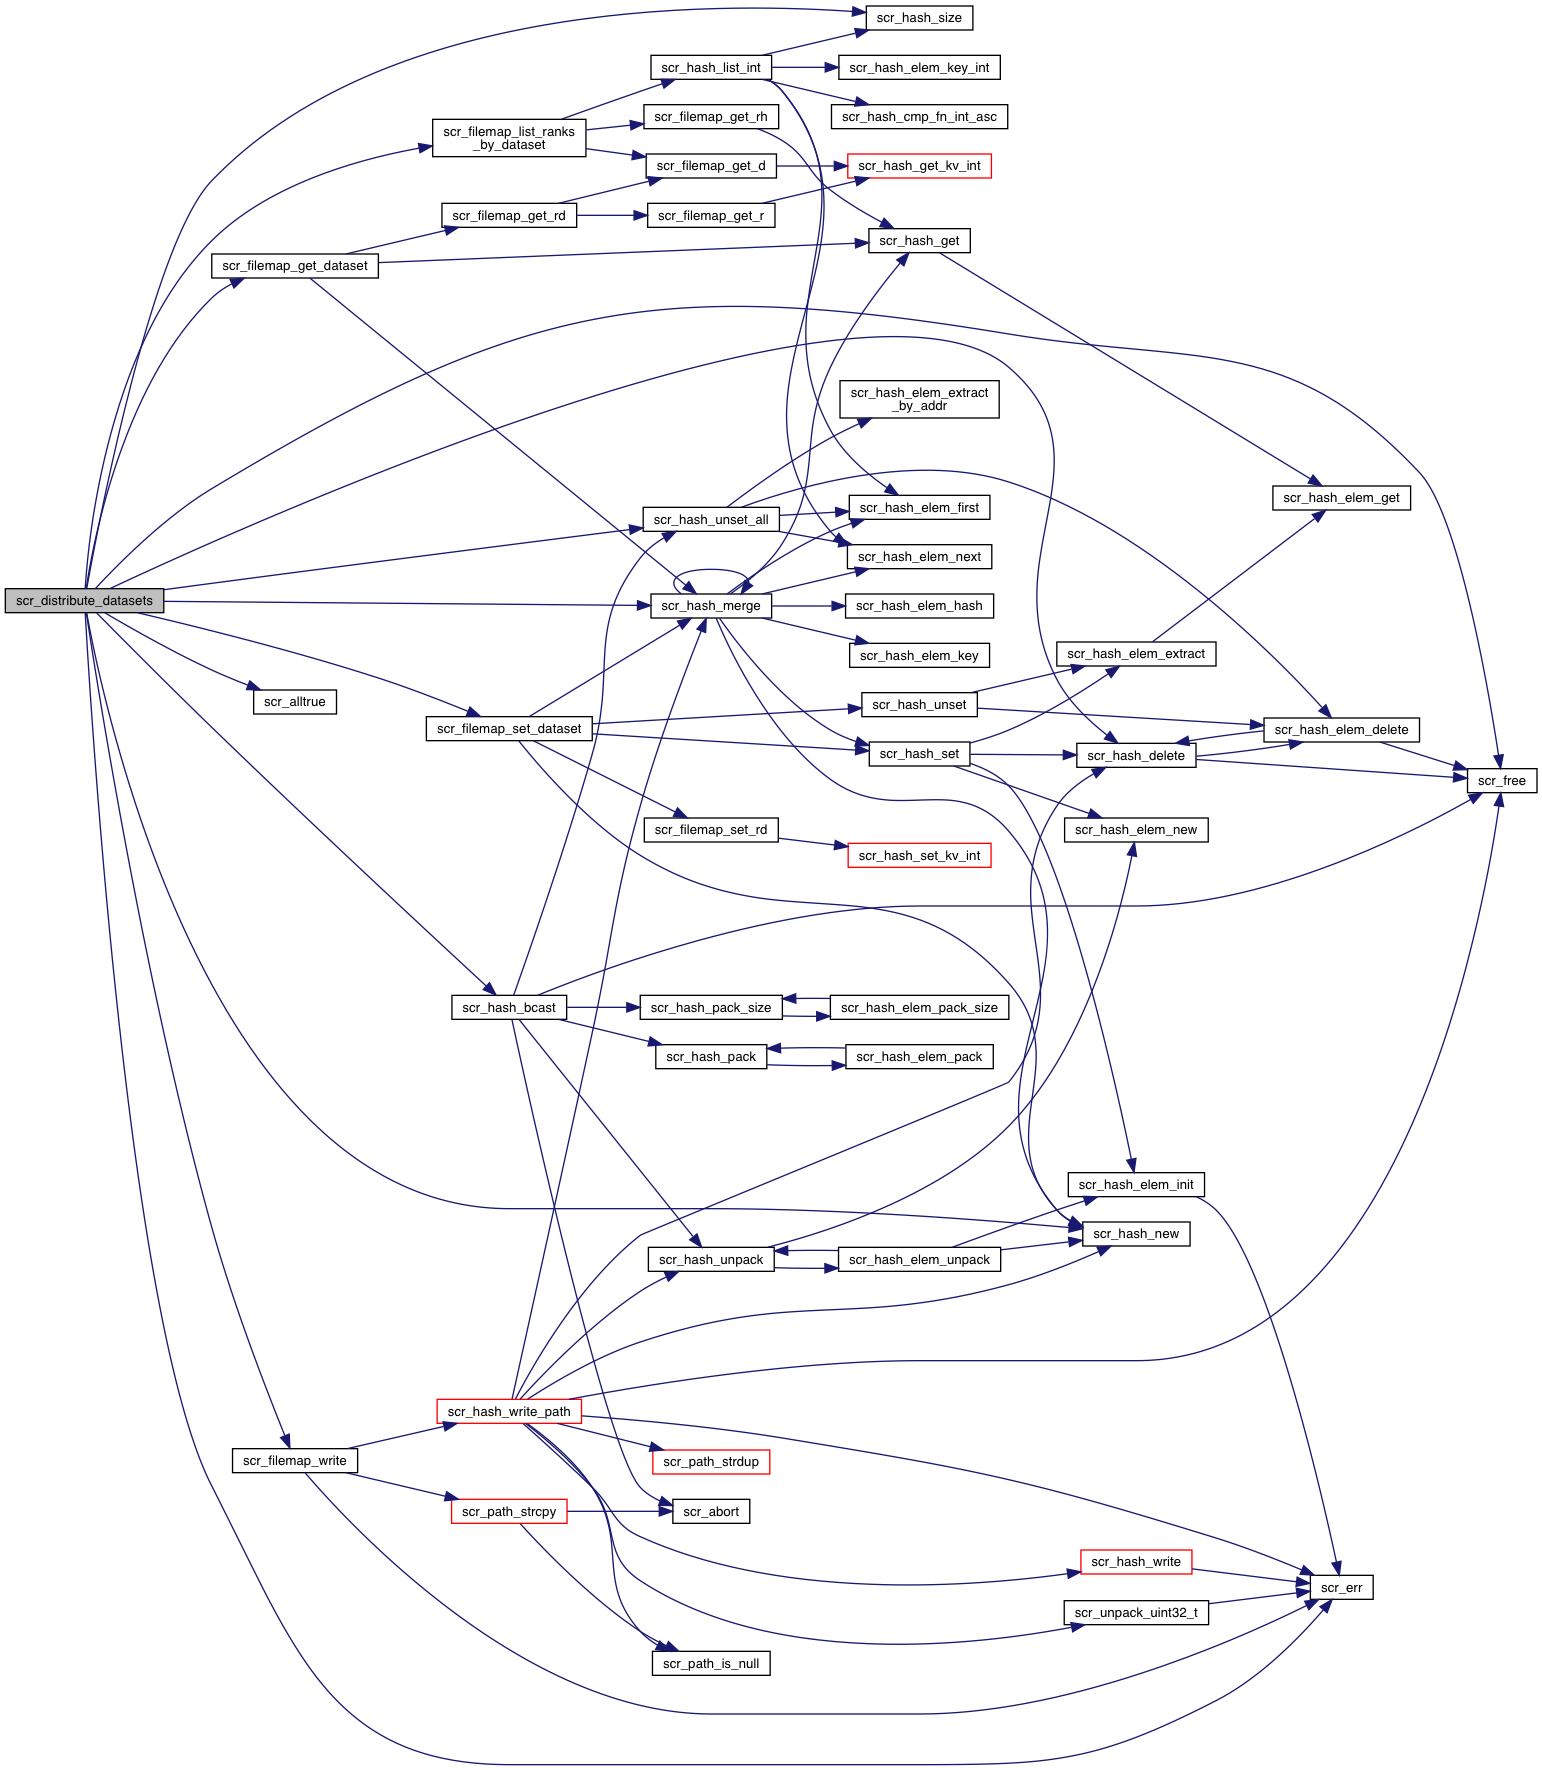 scr_hash_size
scr_hash_list_int
scr_hash_elem_key_int
scr_filemap_get_rh
scr_hash_cmp_fn_int_asc
scr_filemap_list_ranks
_by_dataset
scr_filemap_get_d
scr_hash_get_kv_int
scr_filemap_get_rd
scr_filemap_get_r
scr_hash_get
scr_filemap_get_dataset
scr_hash_elem_extract
_by_addr
scr_hash_elem_get
scr_hash_elem_first
scr_hash_unset_all
scr_hash_elem_next
scr_distribute_datasets
scr_hash_merge
scr_hash_elem_hash
scr_hash_elem_key
scr_hash_elem_extract
scr_alltrue
scr_hash_unset
scr_filemap_set_dataset
scr_hash_elem_delete
scr_hash_set
scr_hash_delete
scr_free
scr_filemap_set_rd
scr_hash_elem_new
scr_hash_set_kv_int
scr_hash_bcast
scr_hash_pack_size
scr_hash_elem_pack_size
scr_hash_pack
scr_hash_elem_pack
scr_hash_elem_init
scr_hash_new
scr_hash_unpack
scr_hash_elem_unpack
scr_hash_write_path
scr_filemap_write
scr_path_strdup
scr_path_strcpy
scr_abort
scr_hash_write
scr_err
scr_unpack_uint32_t
scr_path_is_null